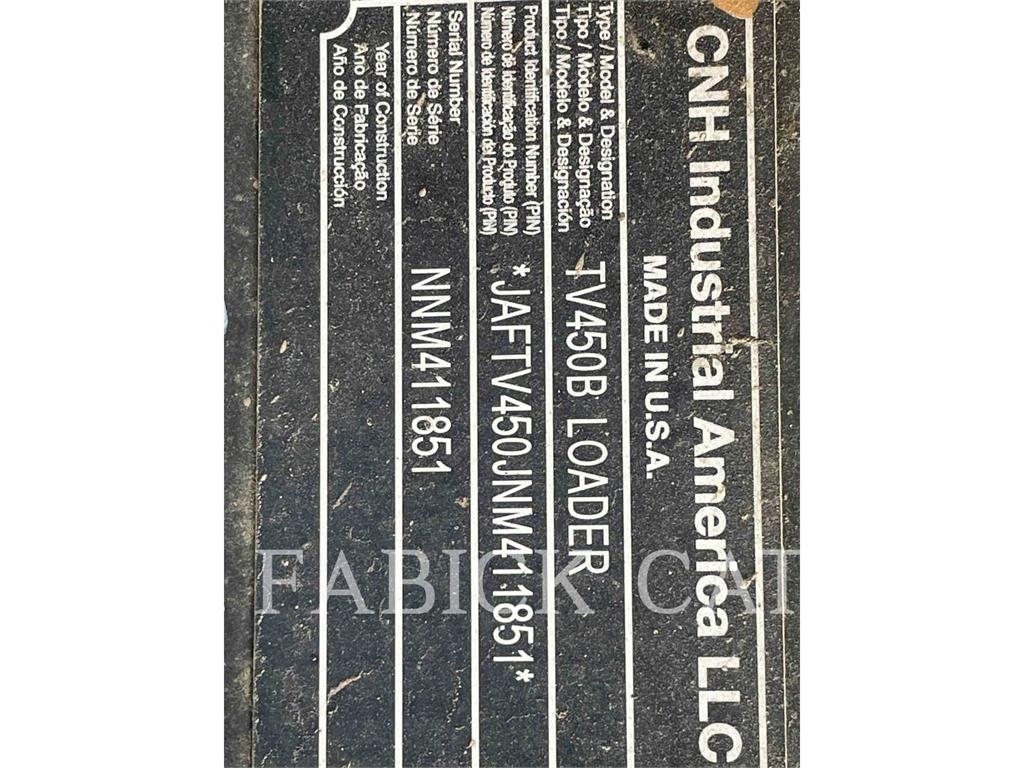 CNH Industrial America LLC
MADE IN U.S.A.
Type / Model & Designation
Tipo / Modelo & Designação
Tipo / Modelo & Designación
TV450B LOADER
Product Identification Number (PIN)
Número de Identificação do Produto (PIN)
Número de Identificación del Producto (PIN)
*JAFTV450JNM411851*
Serial Number
Número de Série
Número de Serie
NNM411851
Year of Construction
Ano de Fabricação
Año de Construcción
FABICK CAT